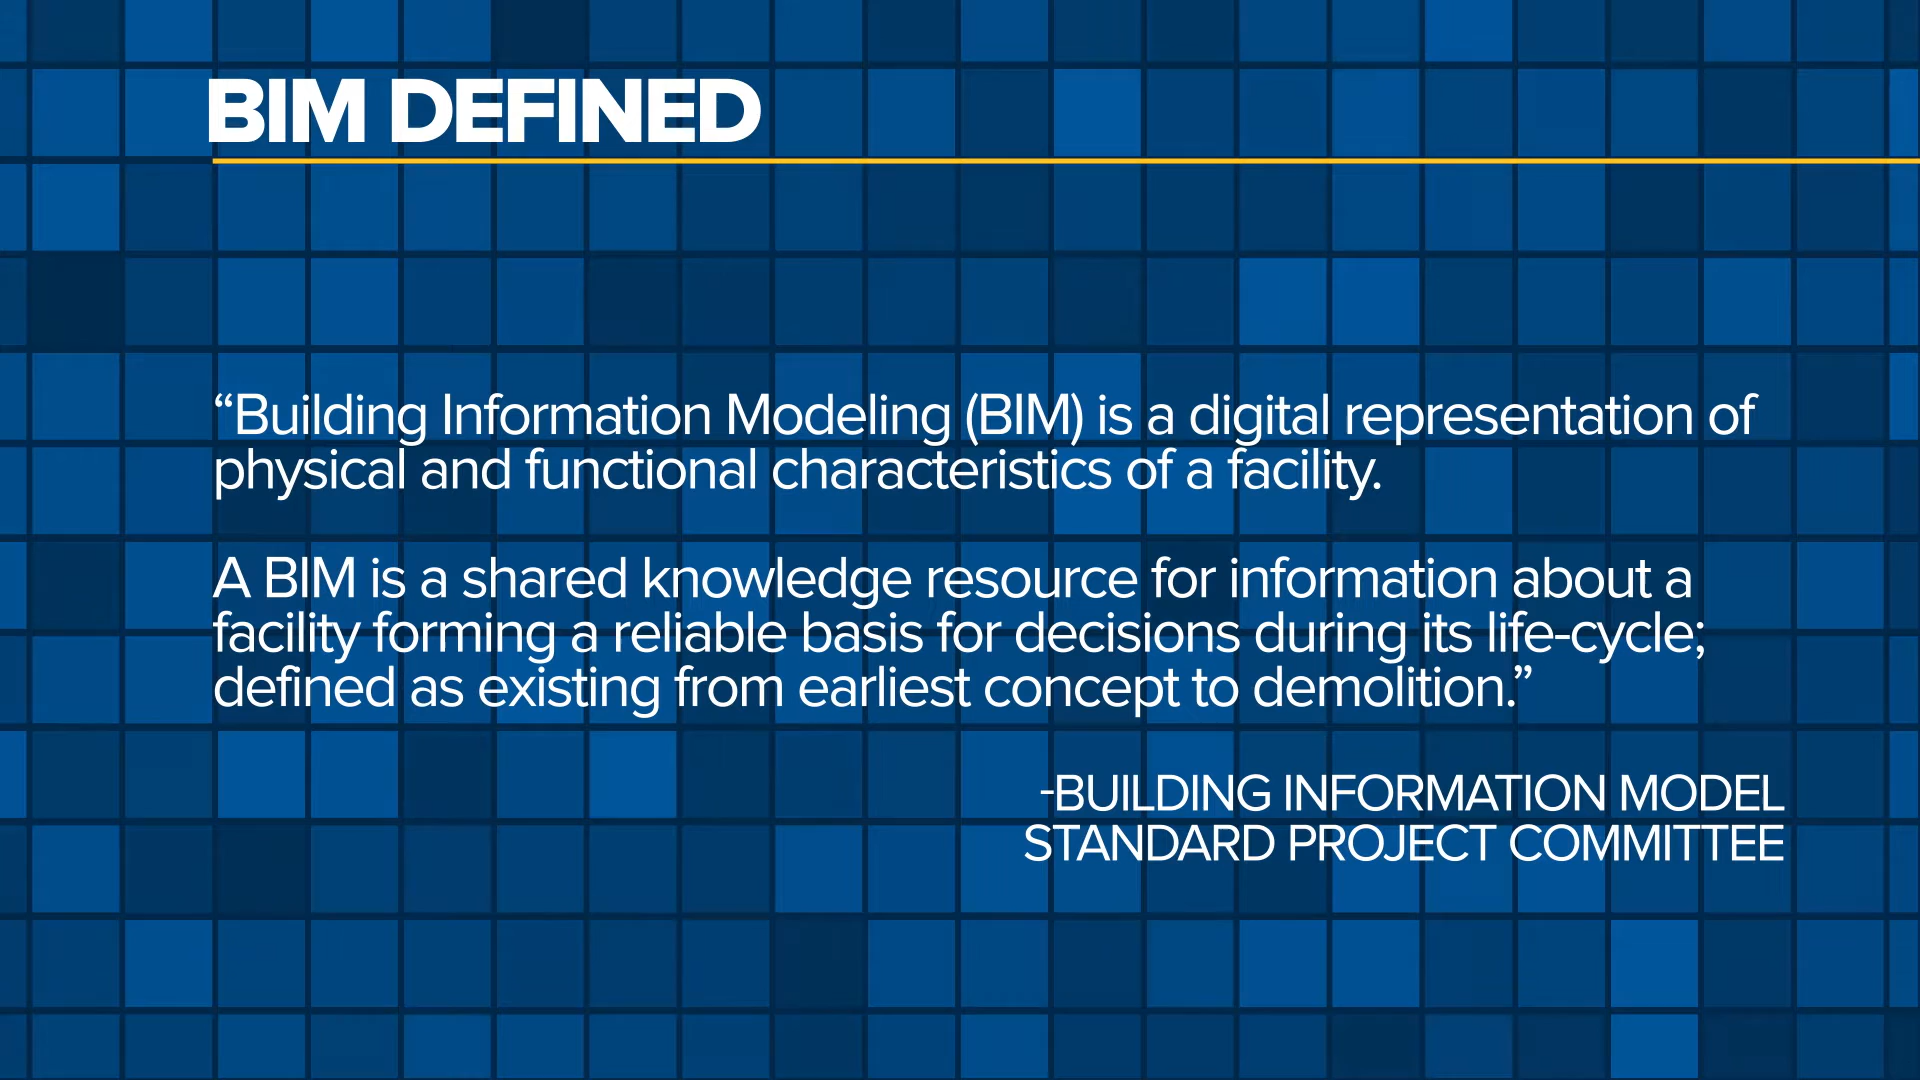 BIM DEFINED
“Building Information Modeling (BIM) is a digital representation of
physical and functional characteristics of a facility.
A BIM is a shared knowledge resource for information about a
facility forming a reliable basis for decisions during its life-cycle;
defined as existing from earliest concept to demolition.”
-BUILDING INFORMATION MODEL
STANDARD PROJECT COMMITTEE